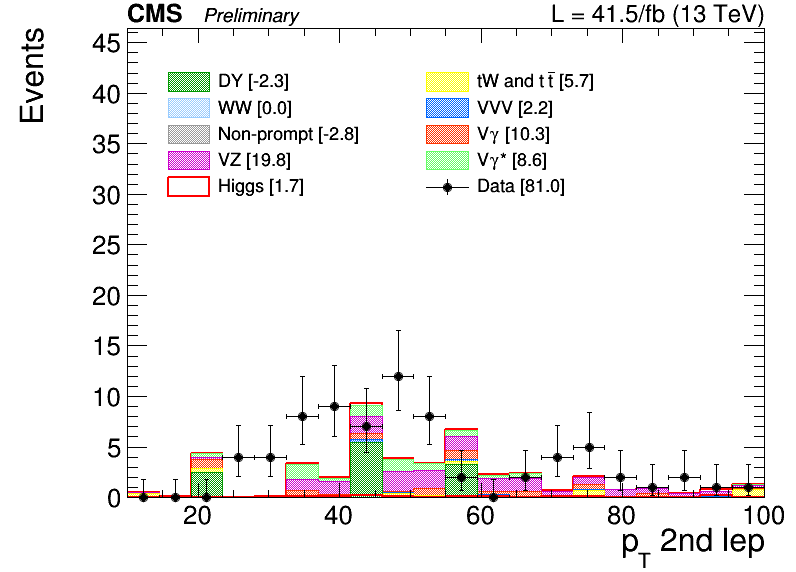 CMS Preliminary L = 41.5/fb (13 TeV)
Events
45
40
35
30
25
20
15
10
5
0
DY [-2.3]
WW [0.0]
Non-prompt [-2.8]
VZ [19.8]
Higgs [1.7]
tW and tt̅ [5.7]
VVV [2.2]
Vγ [10.3]
Vγ* [8.6]
Data [81.0]
20 40 60 80 100
p_T 2nd lep